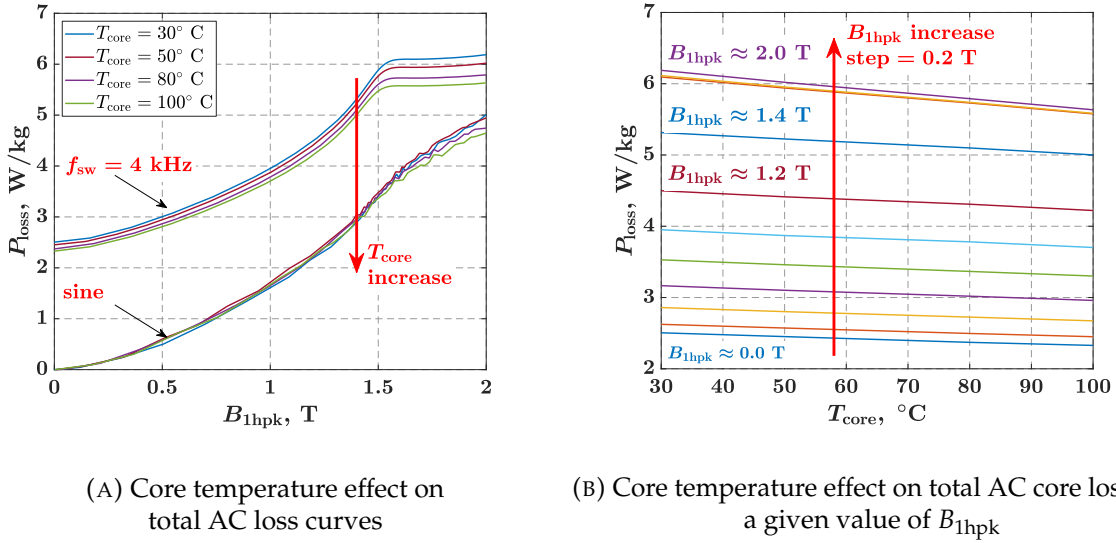 7
6
5
4
3
2
1
0
P_loss, W/kg
T_core = 30° C
T_core = 50° C
T_core = 80° C
T_core = 100° C
f_sw = 4 kHz
sine
T_core
increase
0
0.5
1
1.5
2
B_1hpk, T
7
6
5
4
3
2
P_loss, W/kg
B_1hpk increase
step = 0.2 T
B_1hpk ≈ 2.0 T
B_1hpk ≈ 1.4 T
B_1hpk ≈ 1.2 T
B_1hpk ≈ 0.0 T
30
40
50
60
70
80
90
100
T_core, °C
(A) Core temperature effect on
total AC loss curves
(B) Core temperature effect on total AC core los
a given value of B_1hpk